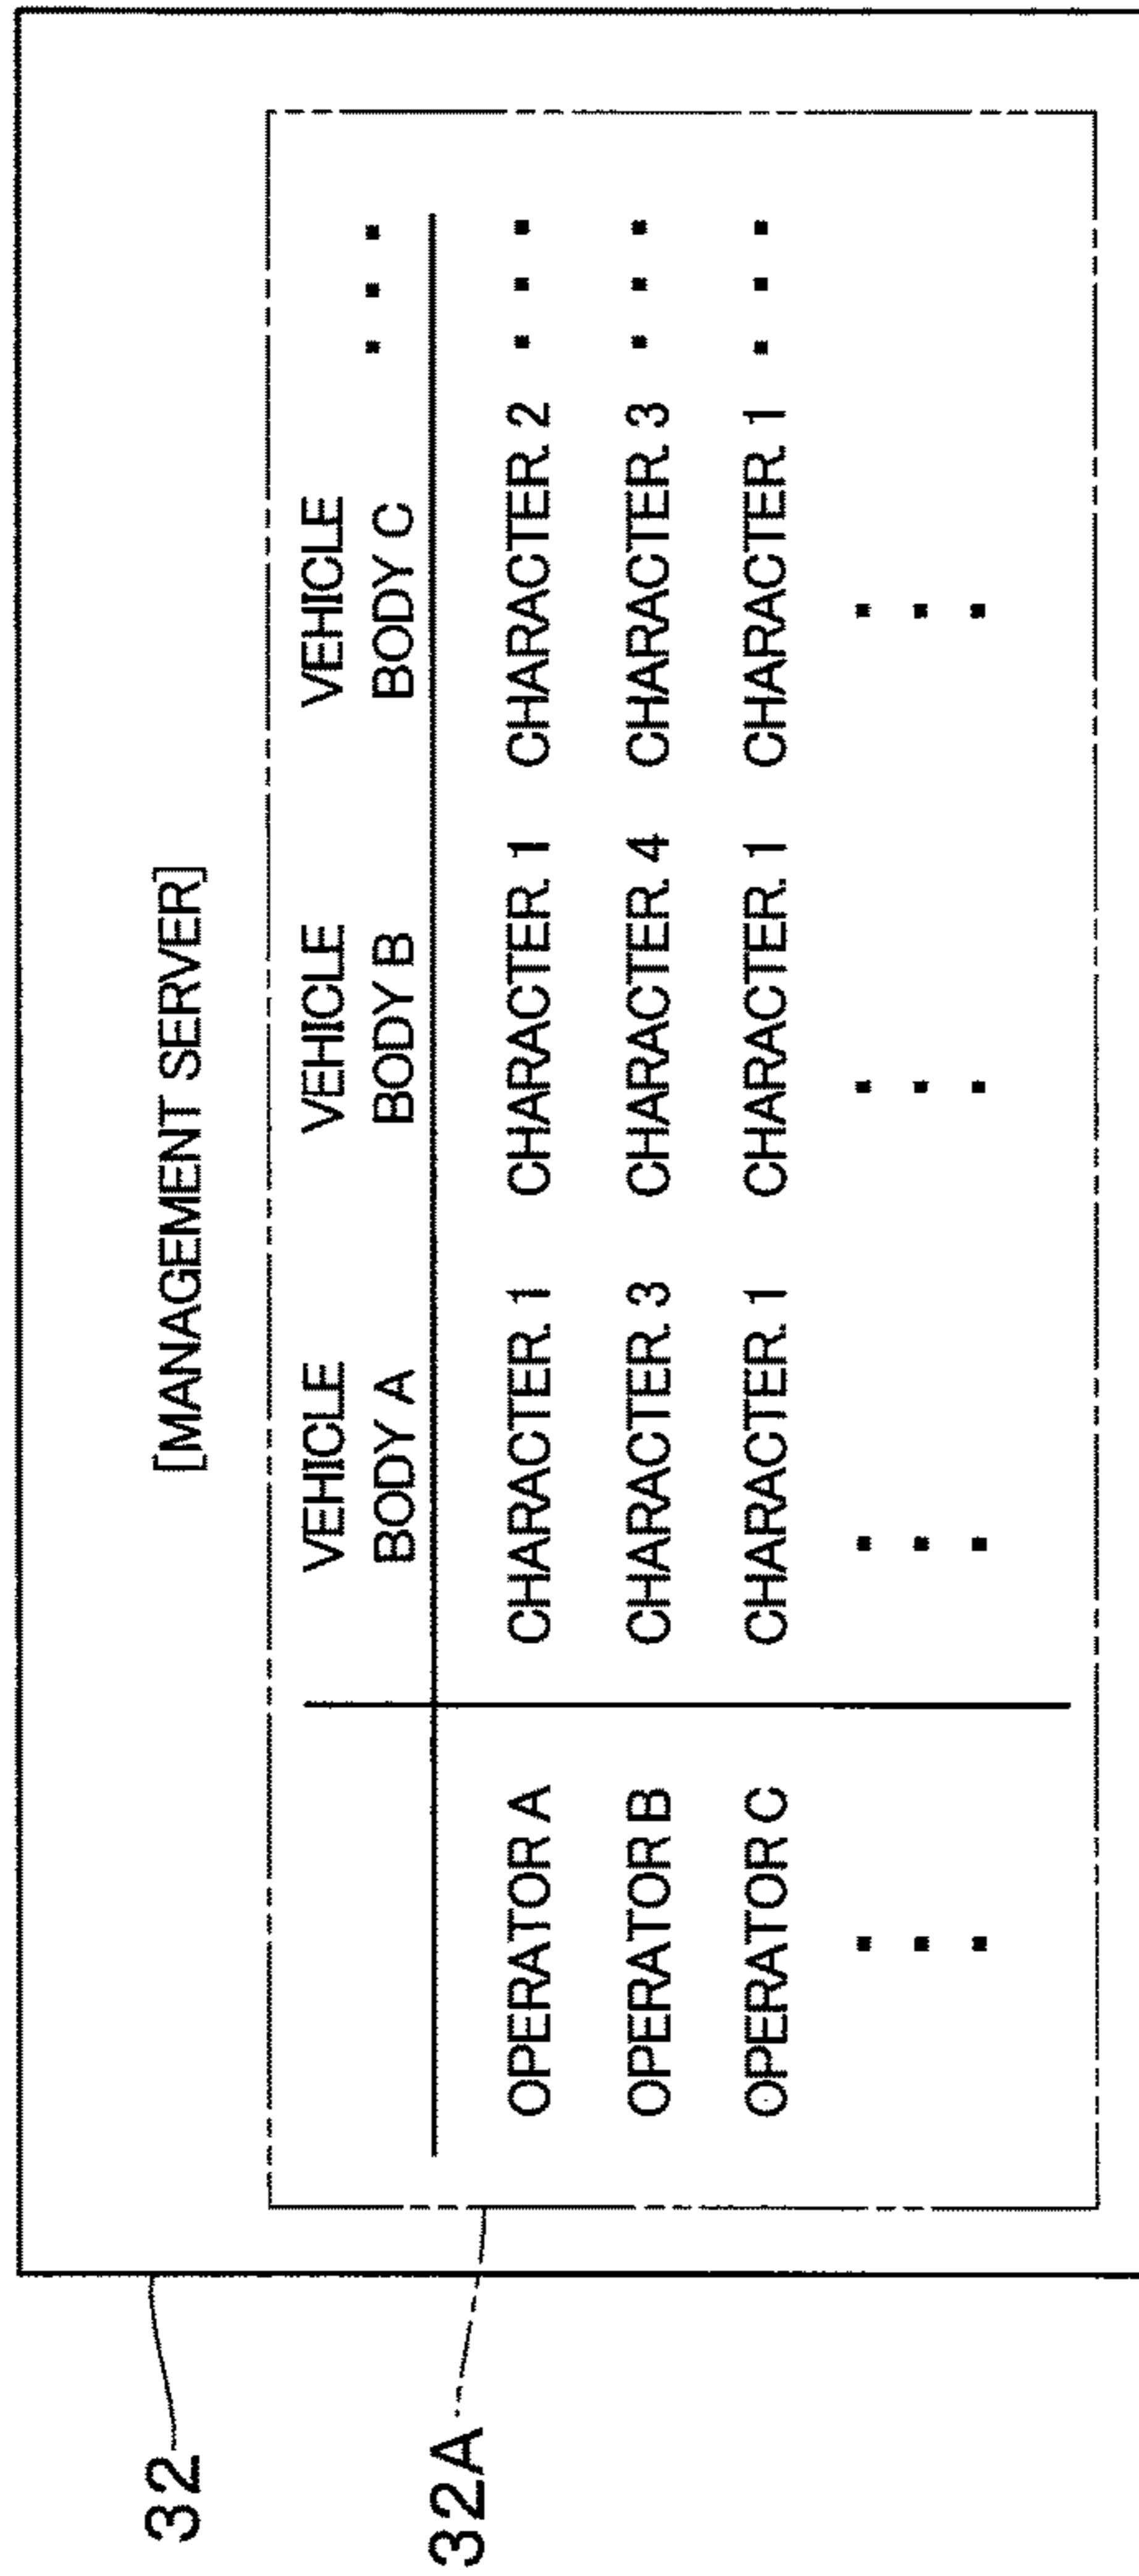 32
[MANAGEMENT SERVER]
32A
VEHICLE BODY A VEHICLE BODY B VEHICLE BODY C ▪ ▪ ▪
OPERATOR A CHARACTER. 1 CHARACTER. 1 CHARACTER. 2 ▪ ▪ ▪
OPERATOR B CHARACTER. 3 CHARACTER. 4 CHARACTER. 3 ▪ ▪ ▪
OPERATOR C CHARACTER. 1 CHARACTER. 1 CHARACTER. 1 ▪ ▪ ▪